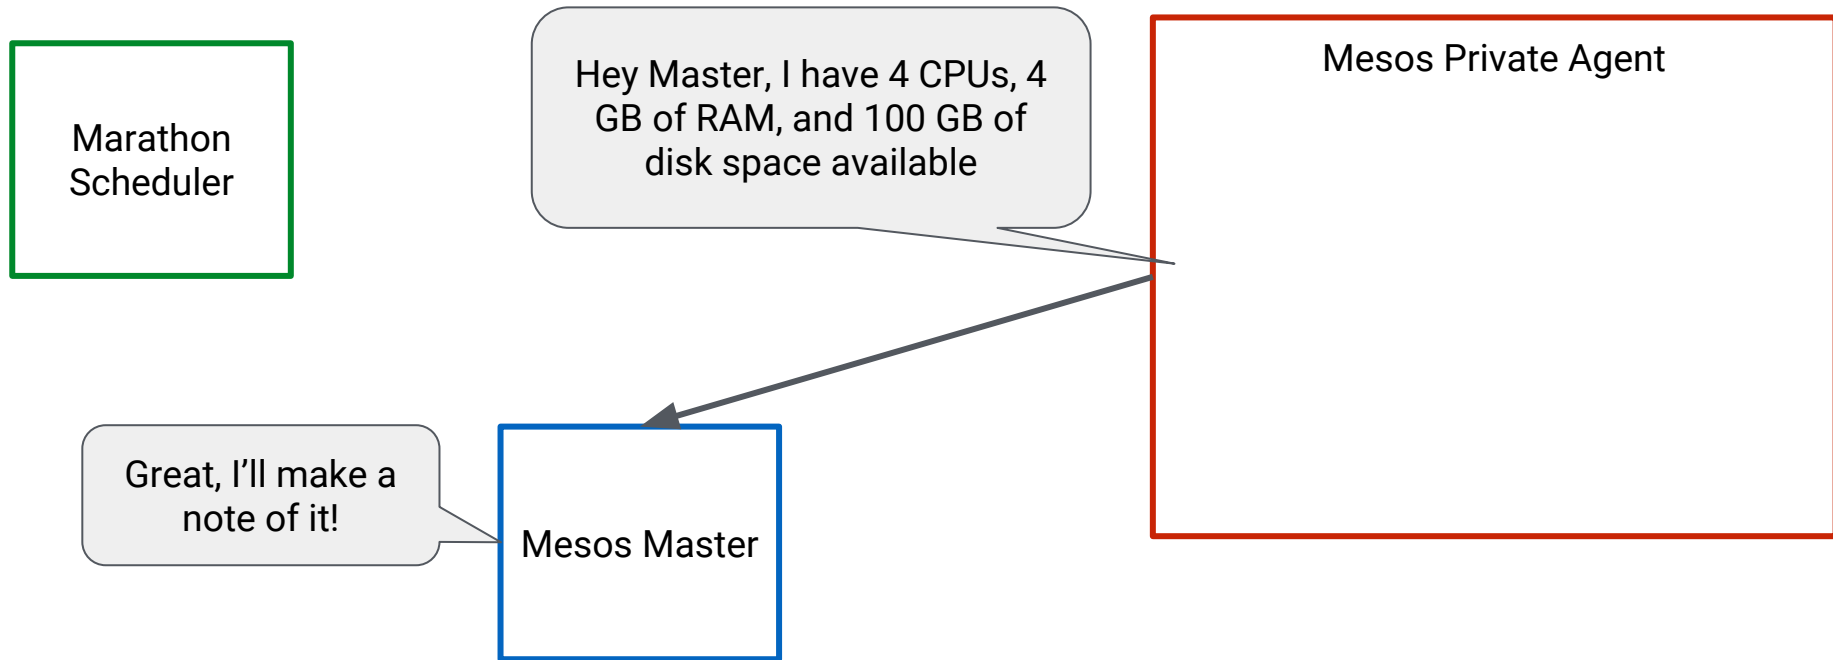 Hey Master, I have 4 CPUs, 4
GB of RAM, and 100 GB of
disk space available
Mesos Private Agent
Marathon
Scheduler
Great, I’ll make a
note of it!
Mesos Master